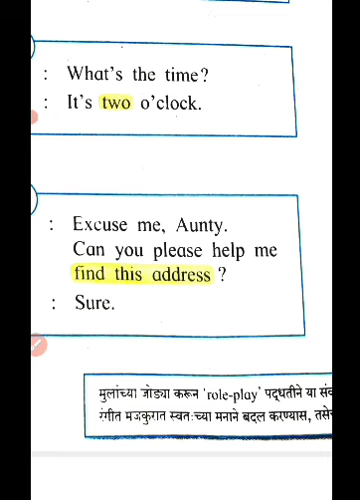 : What's the time?
: It's two o'clock.
: Excuse me, Aunty.
Can you please help me
find this address ?
: Sure.
मुलांच्या जोड्या करून 'role-play' पद्धतीने या
रंगीत मजकुरात स्वतःच्या मनाने बदल करण्यास, तसेच